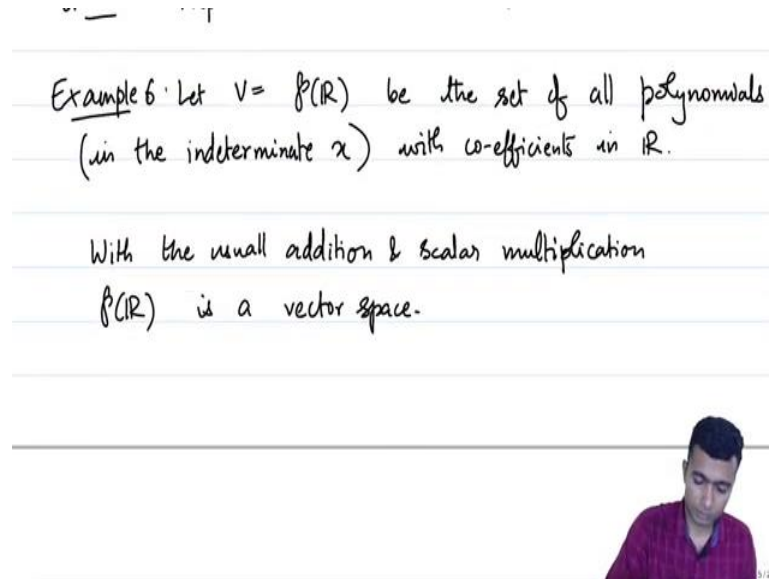 Example 6. Let V = P(ℝ) be the set of all polynomials
(in the indeterminate x) with co-efficients in ℝ.
With the usuall addition & scalar multiplication
P(ℝ) is a vector space.